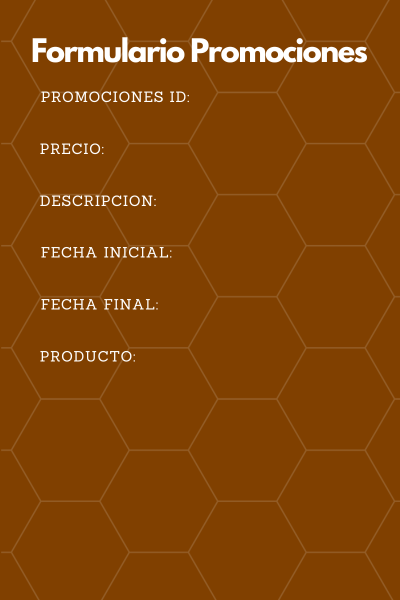 Formulario Promociones
PROMOCIONES ID:
PRECIO:
DESCRIPCION:
FECHA INICIAL:
FECHA FINAL:
PRODUCTO: